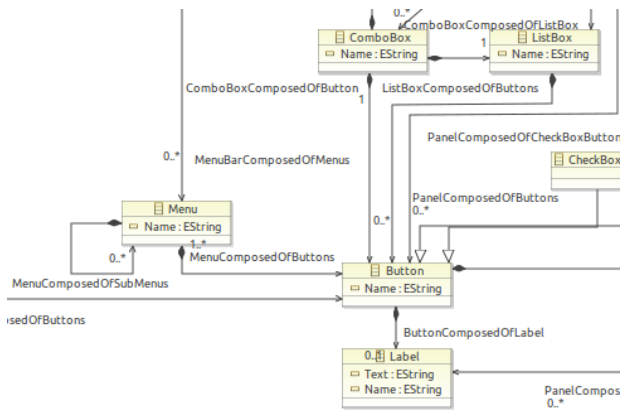 0..*
ComboBoxComposedOfListBox
ComboBox
Name : EString
1
ListBox
Name : EString
ComboBoxComposedOfButton
1
ListBoxComposedOfButtons
PanelComposedOfCheckBoxButton
0..*
MenuBarComposedOfMenus
CheckBox
PanelComposedOfButtons
0..*
0..*
Menu
Name : EString
1..*
0..*
MenuComposedOfButtons
MenuComposedOfSubMenus
Button
Name : EString
osedOfButtons
ButtonComposedOfLabel
0..1
Label
Text : EString
Name : EString
PanelCompos
0..*